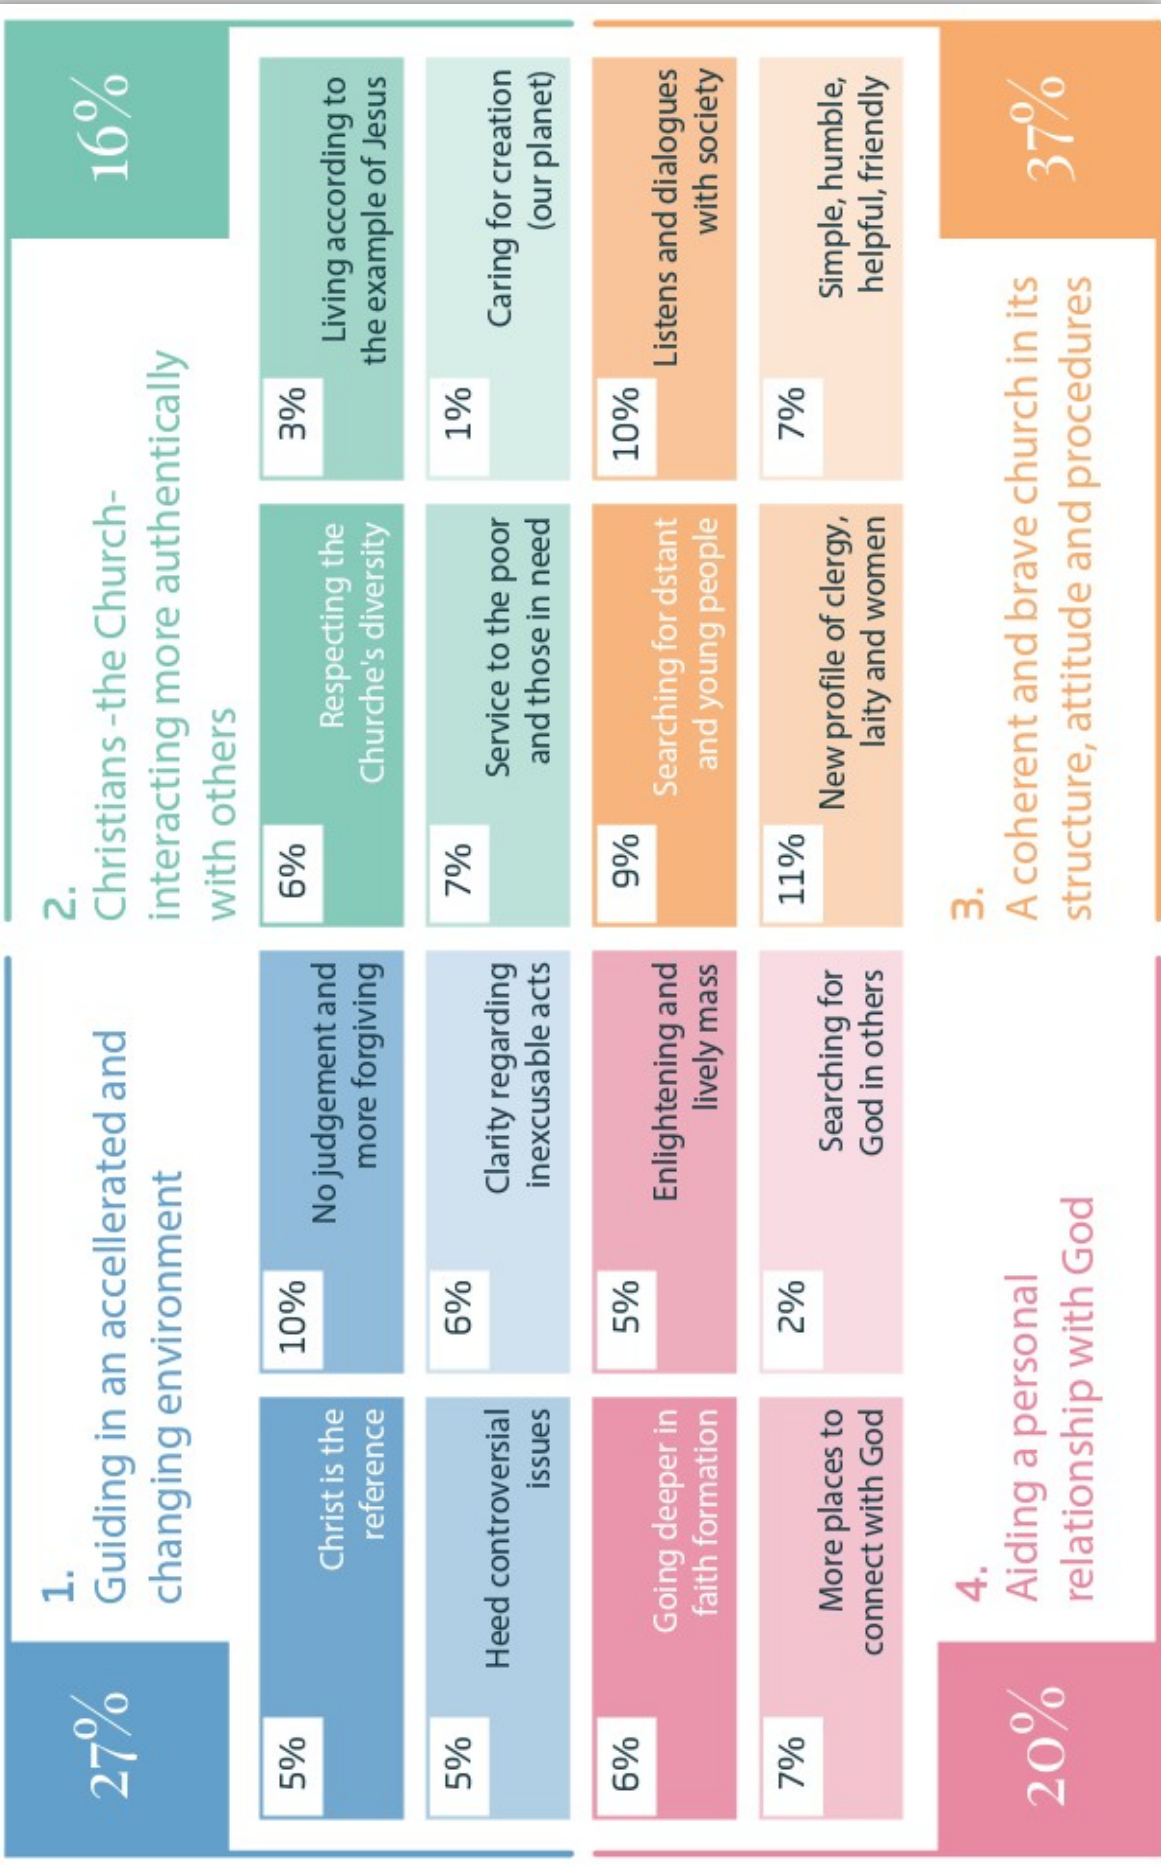 27%
1.
Guiding in an accellerated and
changing environment
2.
Christians -the Church-
interacting more authentically
with others
16%
5%
Christ is the
reference
10%
No judgement and
more forgiving
6%
Respecting the
Churche's diversity
3%
Living according to
the example of Jesus
5%
Heed controversial
issues
6%
Clarity regarding
inexcusable acts
7%
Service to the poor
and those in need
1%
Caring for creation
(our planet)
6%
Going deeper in
faith formation
5%
Enlightening and
lively mass
9%
Searching for dstant
and young people
10%
Listens and dialogues
with society
7%
More places to
connect with God
2%
Searching for
God in others
11%
New profile of clergy,
laity and women
7%
Simple, humble,
helpful, friendly
20%
4.
Aiding a personal
relationship with God
3.
A coherent and brave church in its
structure, attitude and procedures
37%